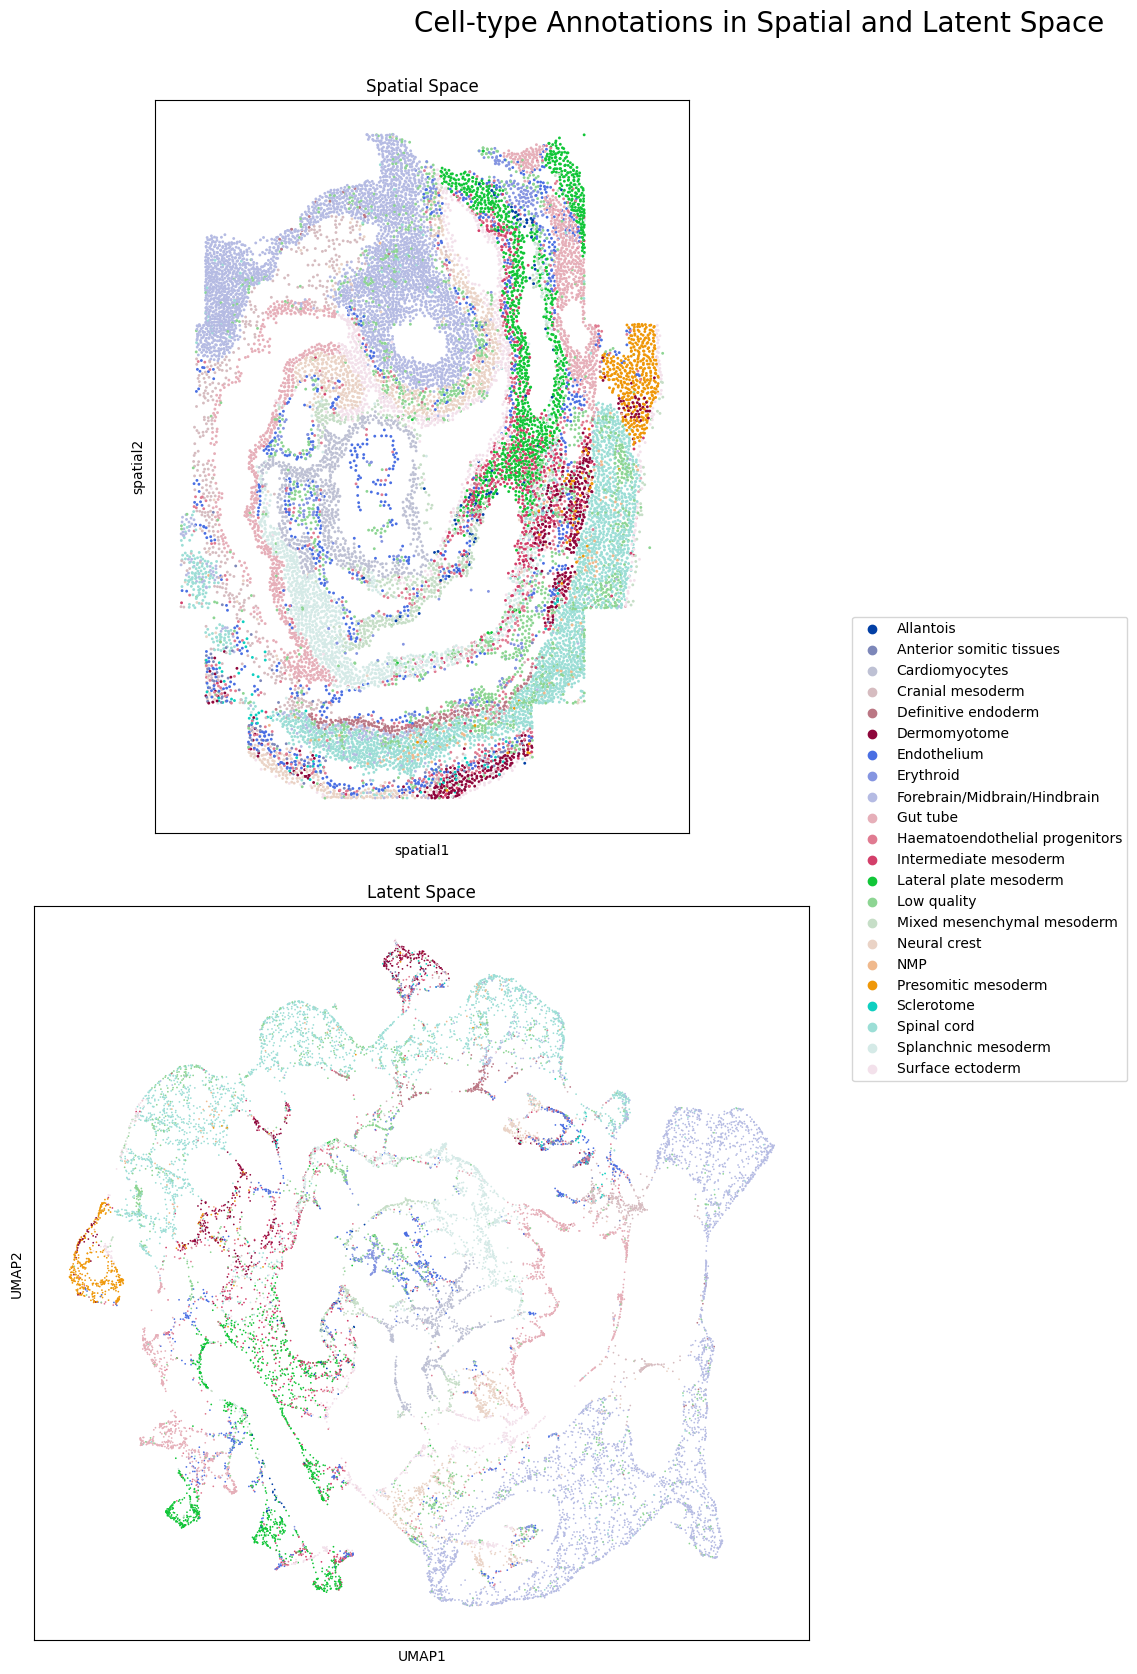 Cell-type Annotations in Spatial and Latent Space
Spatial Space
spatial2
spatial1
Allantois
Anterior somitic tissues
Cardiomyocytes
Cranial mesoderm
Definitive endoderm
Dermomyotome
Endothelium
Erythroid
Forebrain/Midbrain/Hindbrain
Gut tube
Haematoendothelial progenitors
Intermediate mesoderm
Lateral plate mesoderm
Low quality
Mixed mesenchymal mesoderm
Neural crest
NMP
Presomitic mesoderm
Sclerotome
Spinal cord
Splanchnic mesoderm
Surface ectoderm
Latent Space
UMAP2
UMAP1